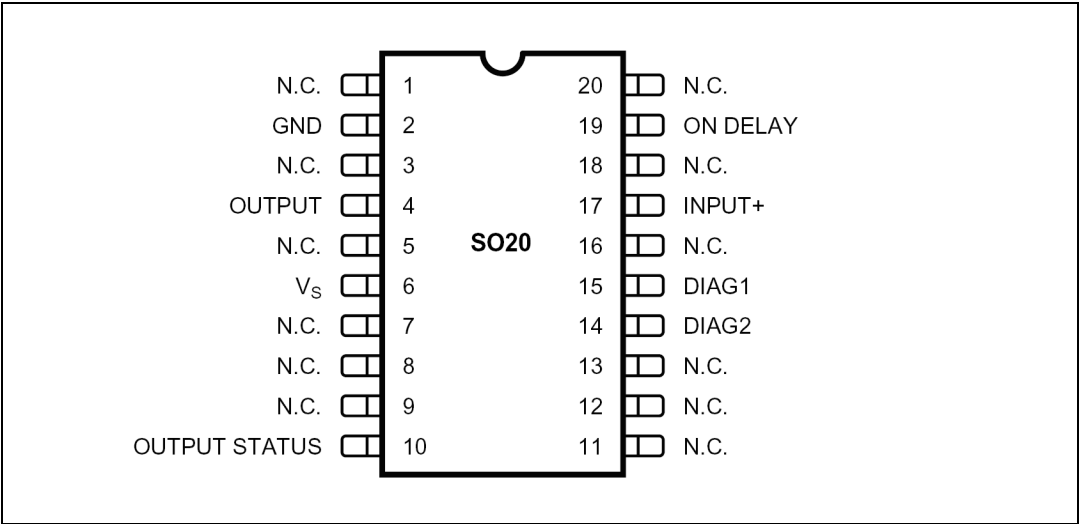 N.C. 1 20 N.C.
GND 2 19 ON DELAY
N.C. 3 18 N.C.
OUTPUT 4 17 INPUT+
N.C. 5 SO20 16 N.C.
VS 6 15 DIAG1
N.C. 7 14 DIAG2
N.C. 8 13 N.C.
N.C. 9 12 N.C.
OUTPUT STATUS 10 11 N.C.